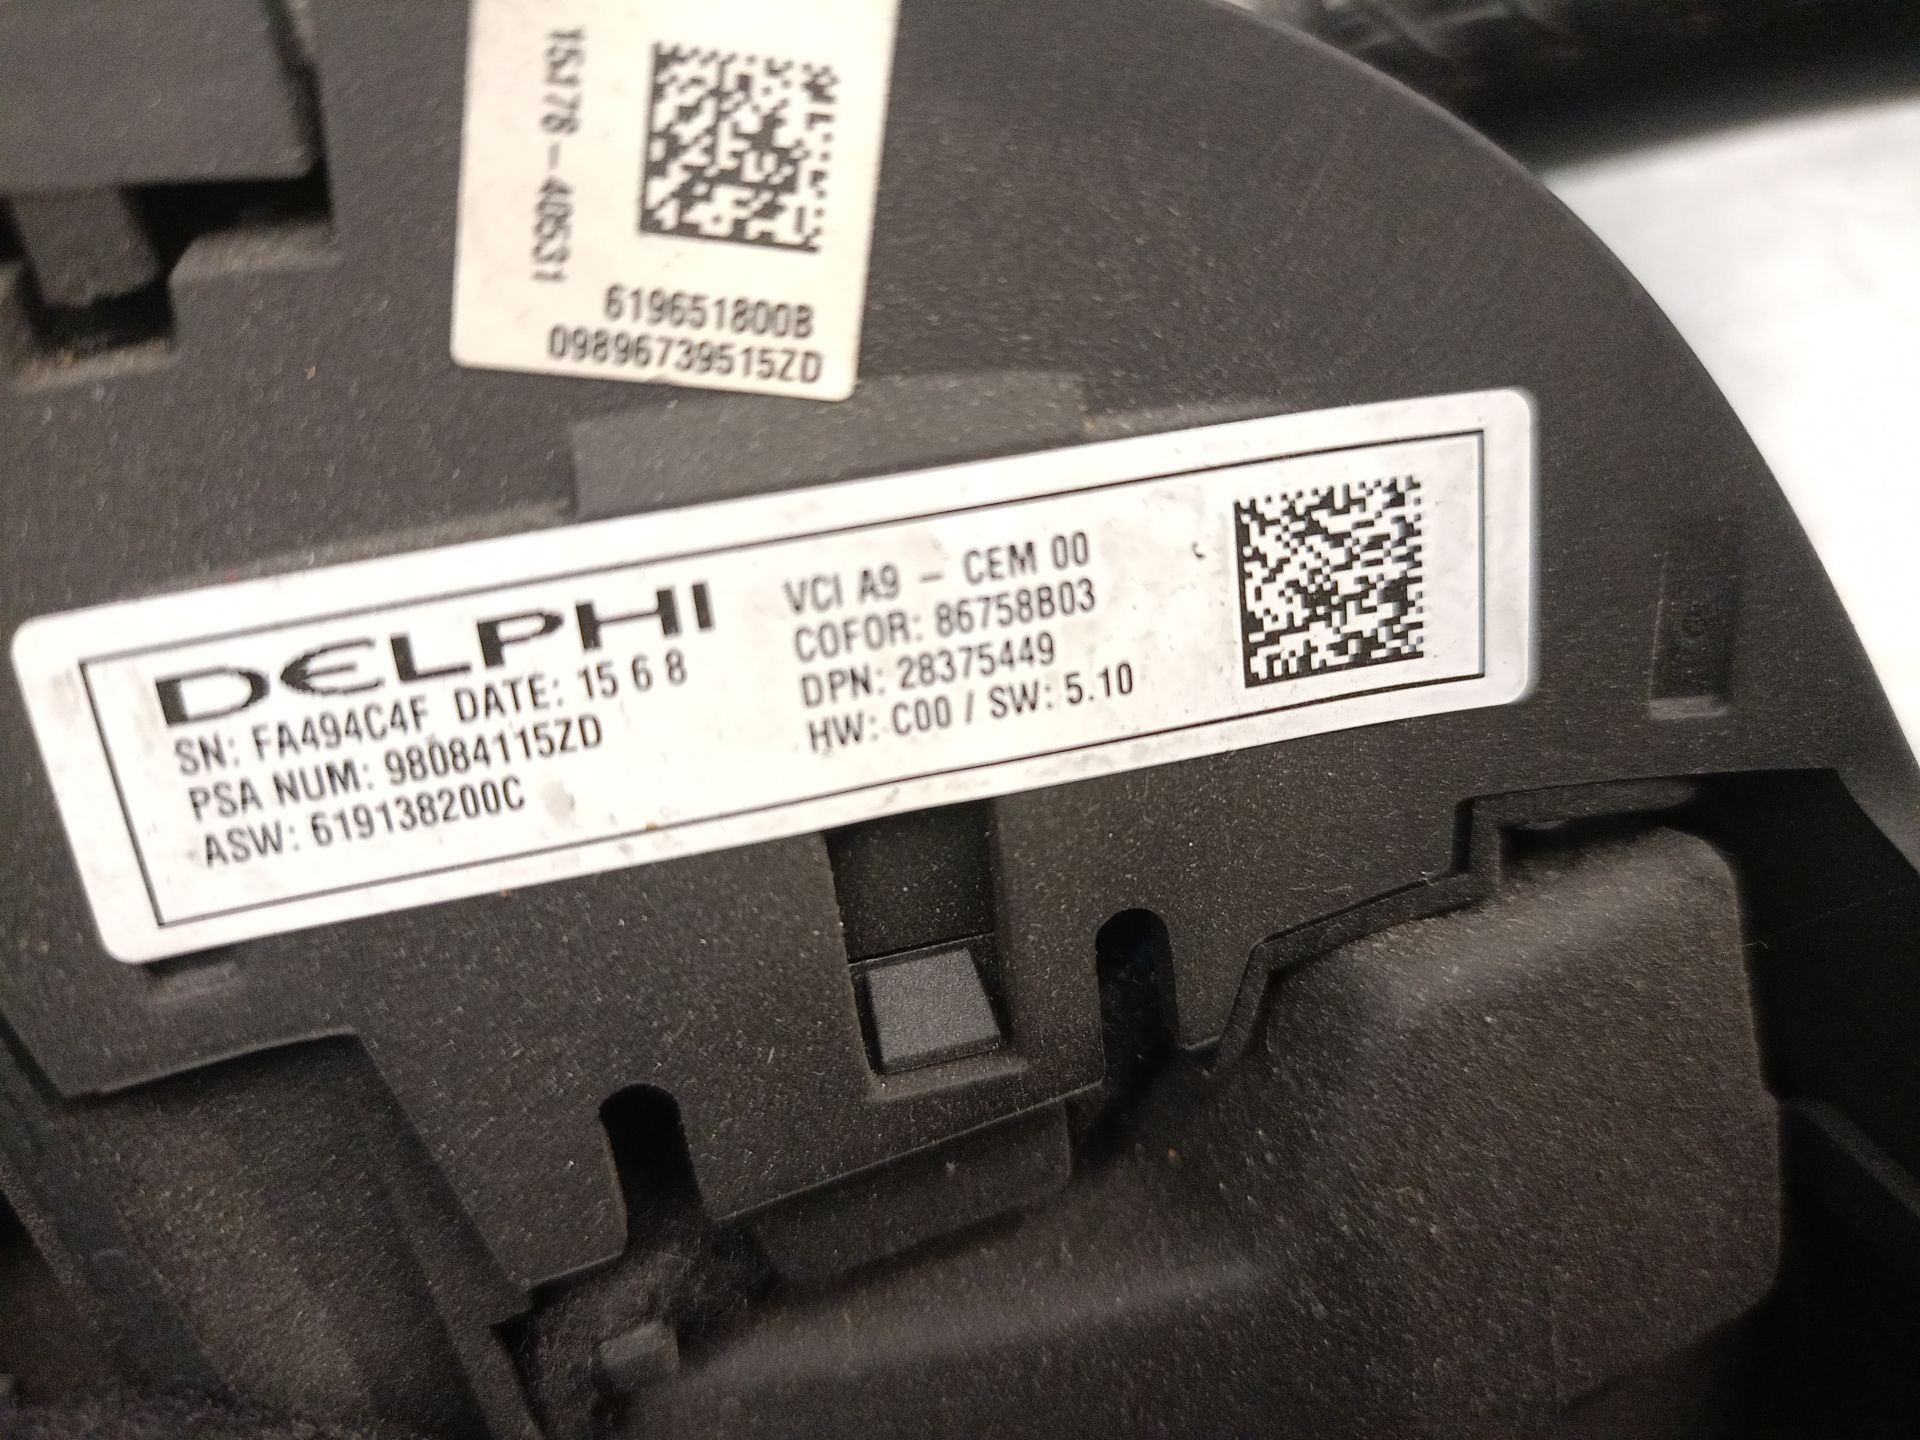 15178-40531
619651800B
09896739515ZD
DELPHI
SN: FA494C4F DATE: 15 6 8
PSA NUM: 98084115ZD
ASW: 619138200C
VCI A9 - CEM 00
COFOR: 86758B03
DPN: 28375449
HW: C00 / SW: 5.10